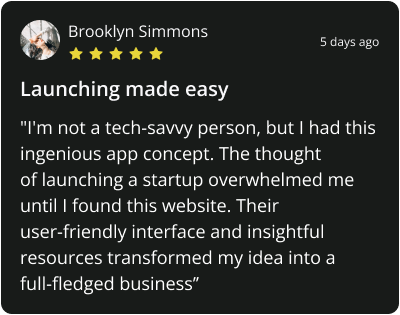 Brooklyn Simmons
5 days ago
Launching made easy
"I'm not a tech-savvy person, but I had this
ingenious app concept. The thought
of launching a startup overwhelmed me
until I found this website. Their
user-friendly interface and insightful
resources transformed my idea into a
full-fledged business”